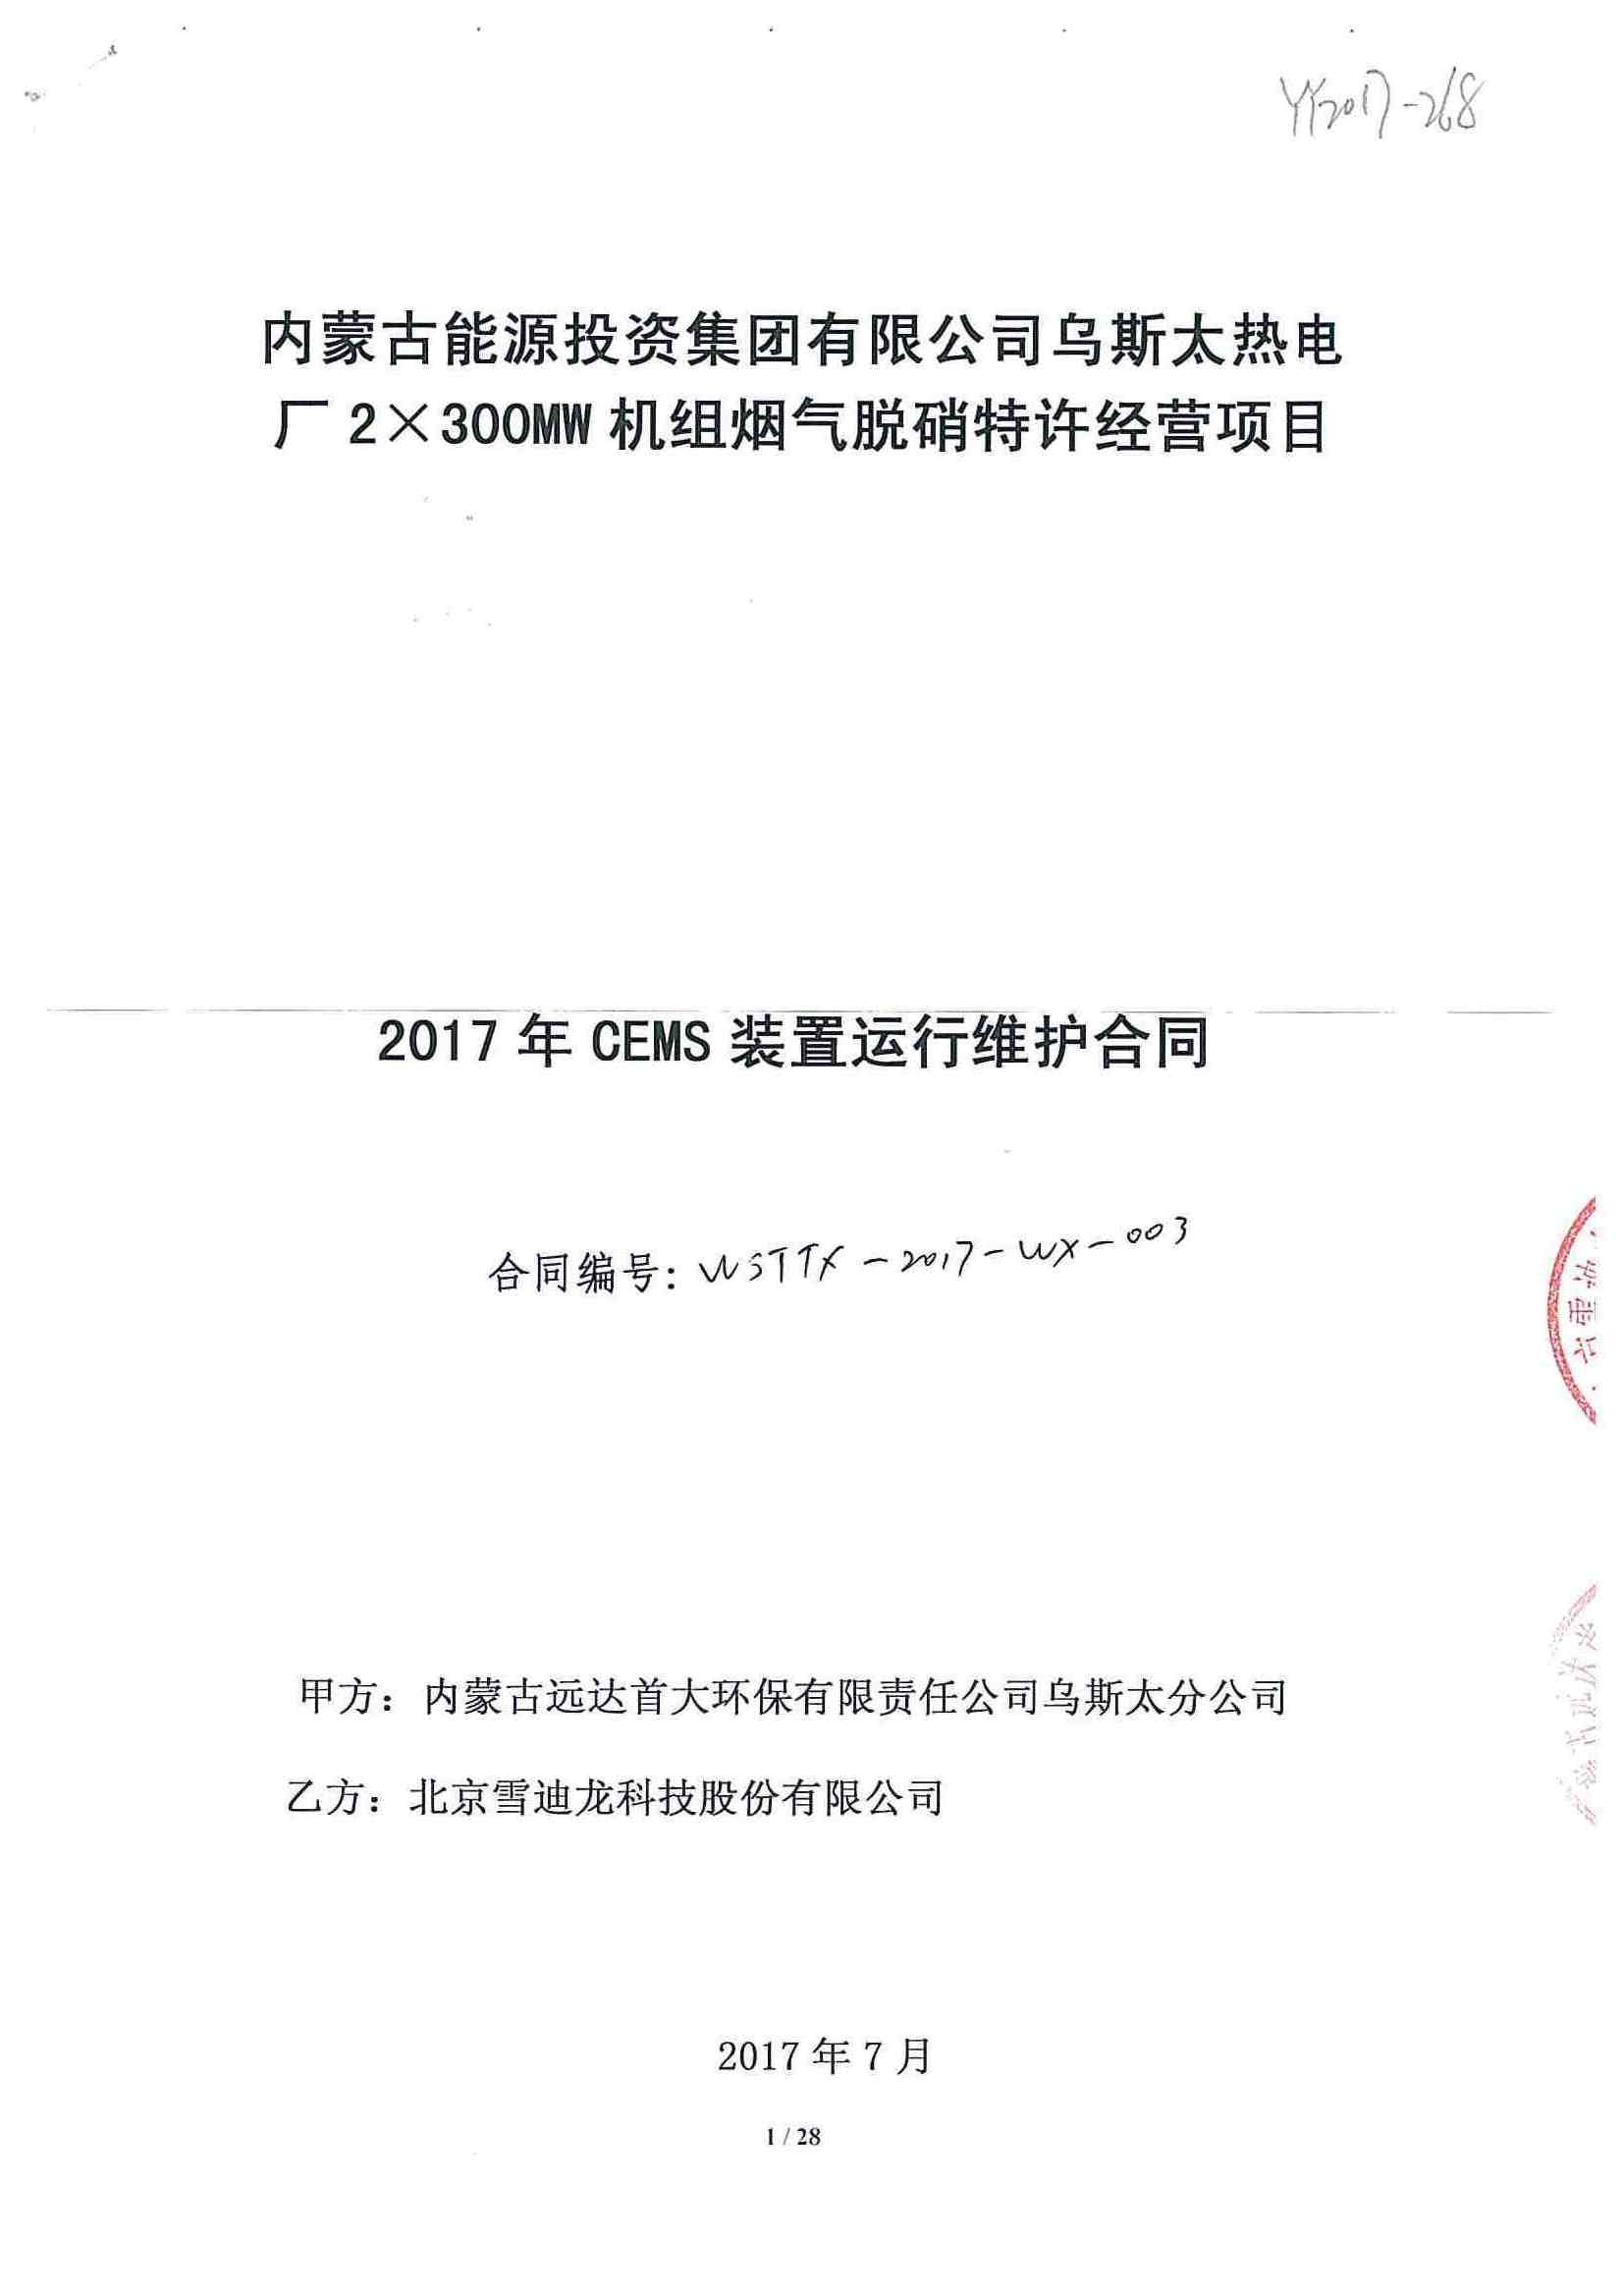 YY2017-268
内蒙古能源投资集团有限公司乌斯太热电
厂2×300MW机组烟气脱硝特许经营项目
2017年CEMS装置运行维护合同
合同编号: WSTTX-2017-WX-003
甲方：内蒙古远达首大环保有限责任公司乌斯太分公司
乙方：北京雪迪龙科技股份有限公司
2017年7月
1 / 28